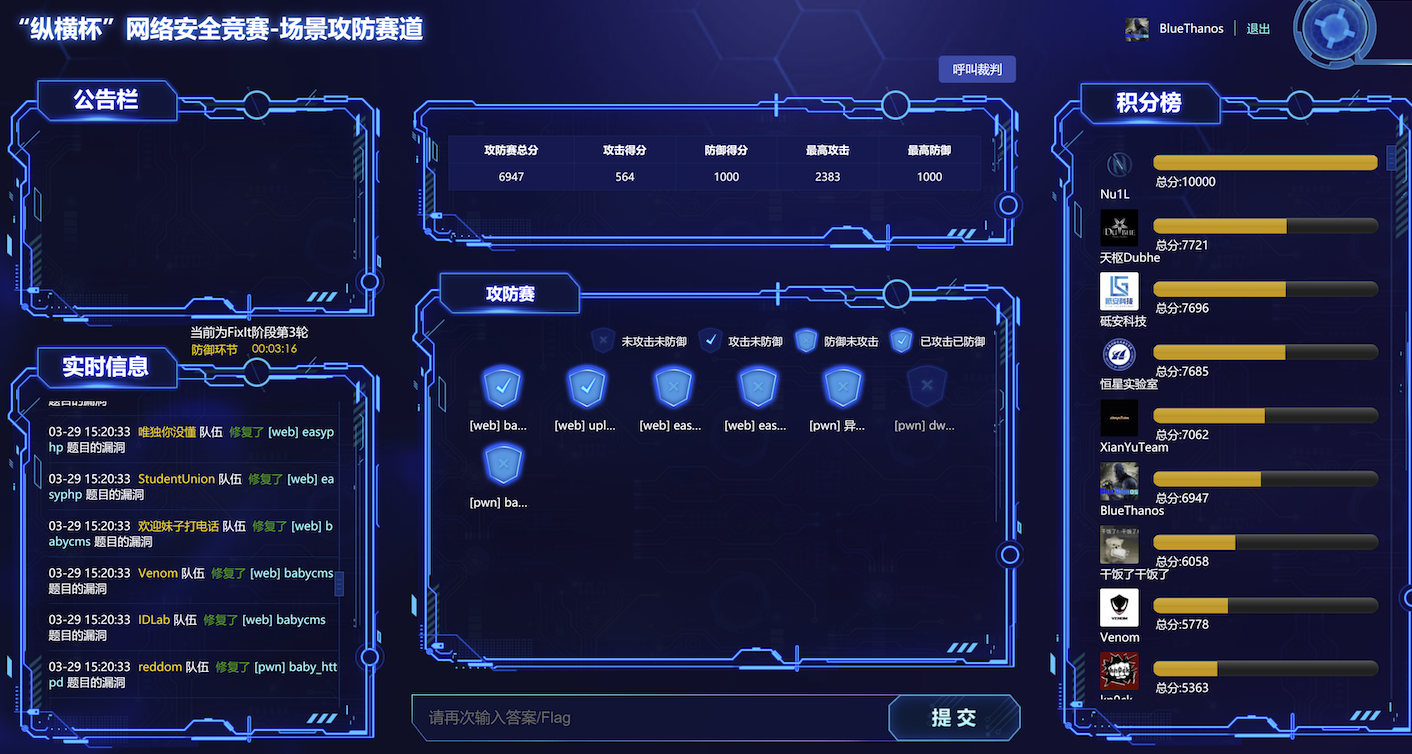 “纵横杯”网络安全竞赛-场景攻防赛道
BlueThanos
退出
呼叫裁判
公告栏
当前为FixIt阶段第3轮
防御环节 00:03:16
实时信息
题目的漏洞
03-29 15:20:33 唯独你没懂 队伍 修复了 [web] easyp
hp 题目的漏洞
03-29 15:20:33 StudentUnion 队伍 修复了 [web] ea
syphp 题目的漏洞
03-29 15:20:33 欢迎妹子打电话 队伍 修复了 [web] b
abycms 题目的漏洞
03-29 15:20:33 Venom 队伍 修复了 [web] babycms
题目的漏洞
03-29 15:20:33 IDLab 队伍 修复了 [web] babycms
题目的漏洞
03-29 15:20:33 reddom 队伍 修复了 [pwn] baby_htt
pd 题目的漏洞
攻防赛总分 攻击得分 防御得分 最高攻击 最高防御
6947 564 1000 2383 1000
攻防赛
未攻击未防御 攻击未防御 防御未攻击 已攻击已防御
[web] ba... [web] upl... [web] eas... [web] eas... [pwn] 异... [pwn] dw...
[pwn] ba...
请再次输入答案/Flag
提 交
积分榜
总分:10000
Nu1L
总分:7721
天枢Dubhe
总分:7696
砥安科技
总分:7685
恒星实验室
总分:7062
XianYuTeam
总分:6947
BlueThanos
总分:6058
干饭了干饭了
总分:5778
Venom
总分:5363